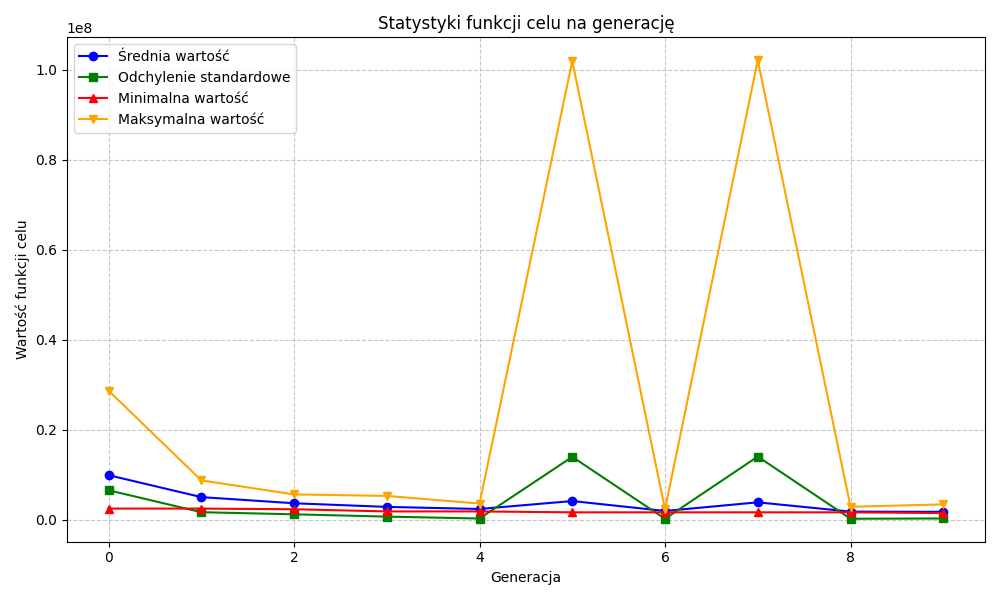 Statystyki funkcji celu na generację
1e8
Średnia wartość
Odchylenie standardowe
Minimalna wartość
Maksymalna wartość
1.0
0.8
0.6
0.4
0.2
0.0
Wartość funkcji celu
0 2 4 6 8
Generacja